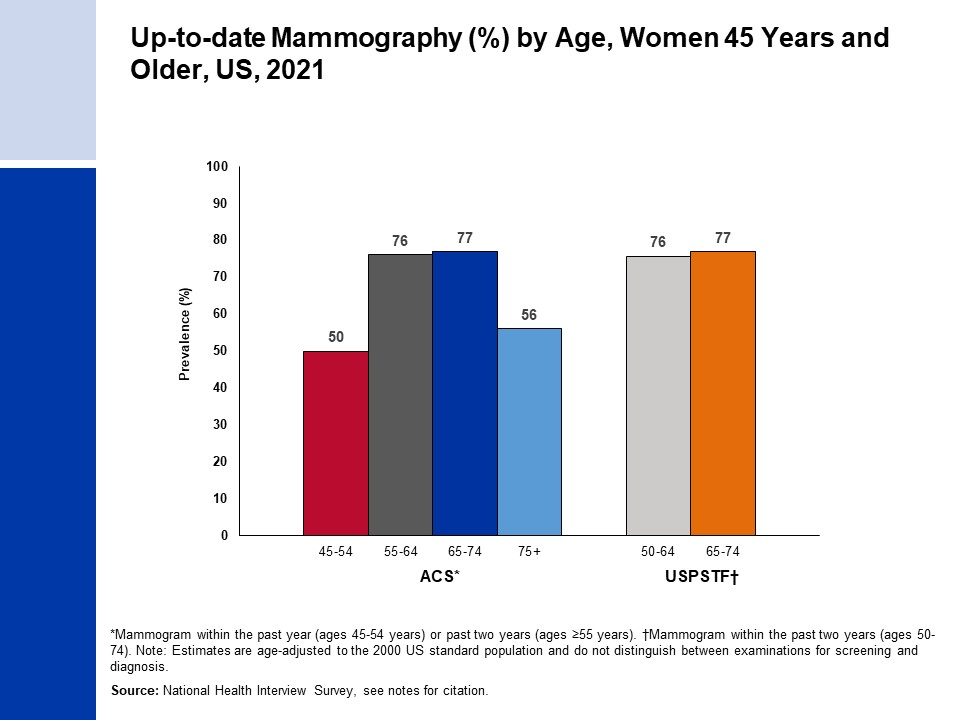 Up-to-date Mammography (%) by Age, Women 45 Years and
Older, US, 2021
100
90
80
70
60
50
40
30
20
10
0
Prevalence (%)
50
76
77
56
76
77
45-54
55-64
65-74
75+
50-64
65-74
ACS*
USPSTF†
*Mammogram within the past year (ages 45-54 years) or past two years (ages ≥55 years). †Mammogram within the past two years (ages 50-
74). Note: Estimates are age-adjusted to the 2000 US standard population and do not distinguish between examinations for screening and
diagnosis.
Source: National Health Interview Survey, see notes for citation.